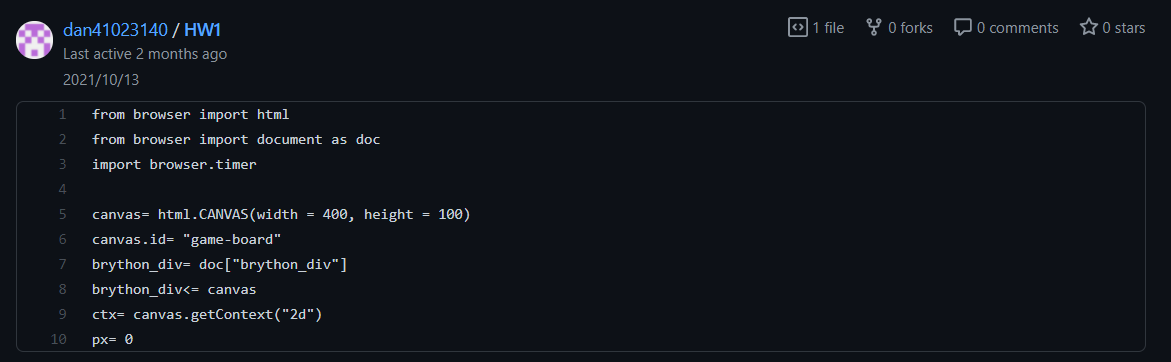 dan41023140 / HW1
1 file 0 forks 0 comments 0 stars
Last active 2 months ago
2021/10/13
1 from browser import html
2 from browser import document as doc
3 import browser.timer
4
5 canvas= html.CANVAS(width = 400, height = 100)
6 canvas.id= "game-board"
7 brython_div= doc["brython_div"]
8 brython_div<= canvas
9 ctx= canvas.getContext("2d")
10 px= 0